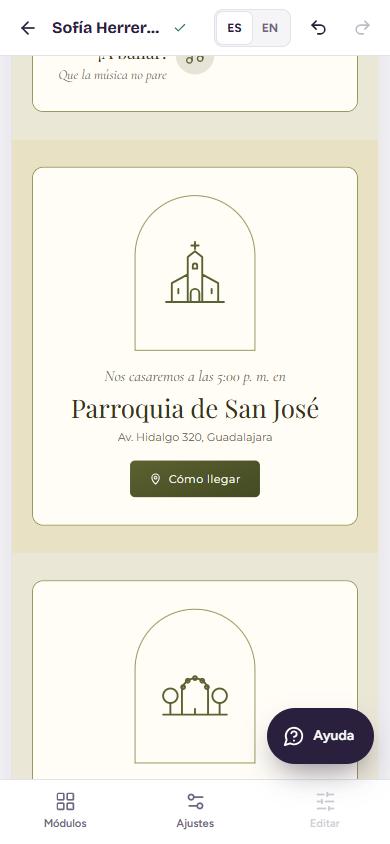 Sofía Herrer...
ES
EN
¡A bailar!
Que la música no pare
Nos casaremos a las 5:00 p. m. en
Parroquia de San José
Av. Hidalgo 320, Guadalajara
Cómo llegar
Ayuda
Módulos
Ajustes
Editar